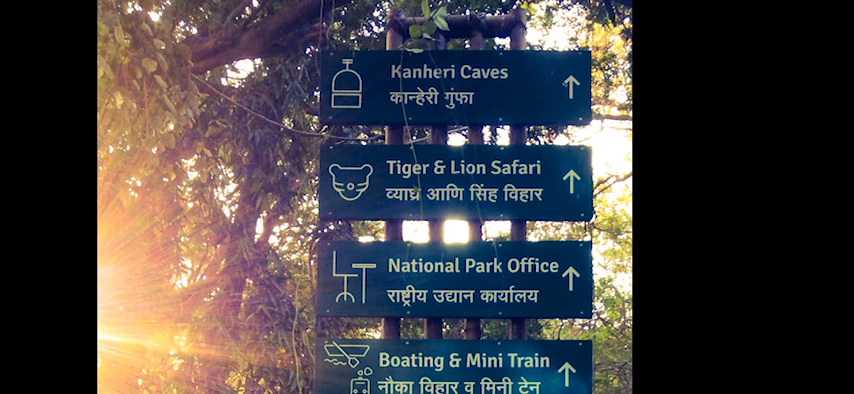 Kanheri Caves
कान्हेरी गुंफा
Tiger & Lion Safari
व्याघ्र आणि सिंह विहार
National Park Office
राष्ट्रीय उद्यान कार्यालय
Boating & Mini Train
नौका विहार व मिनी टेन